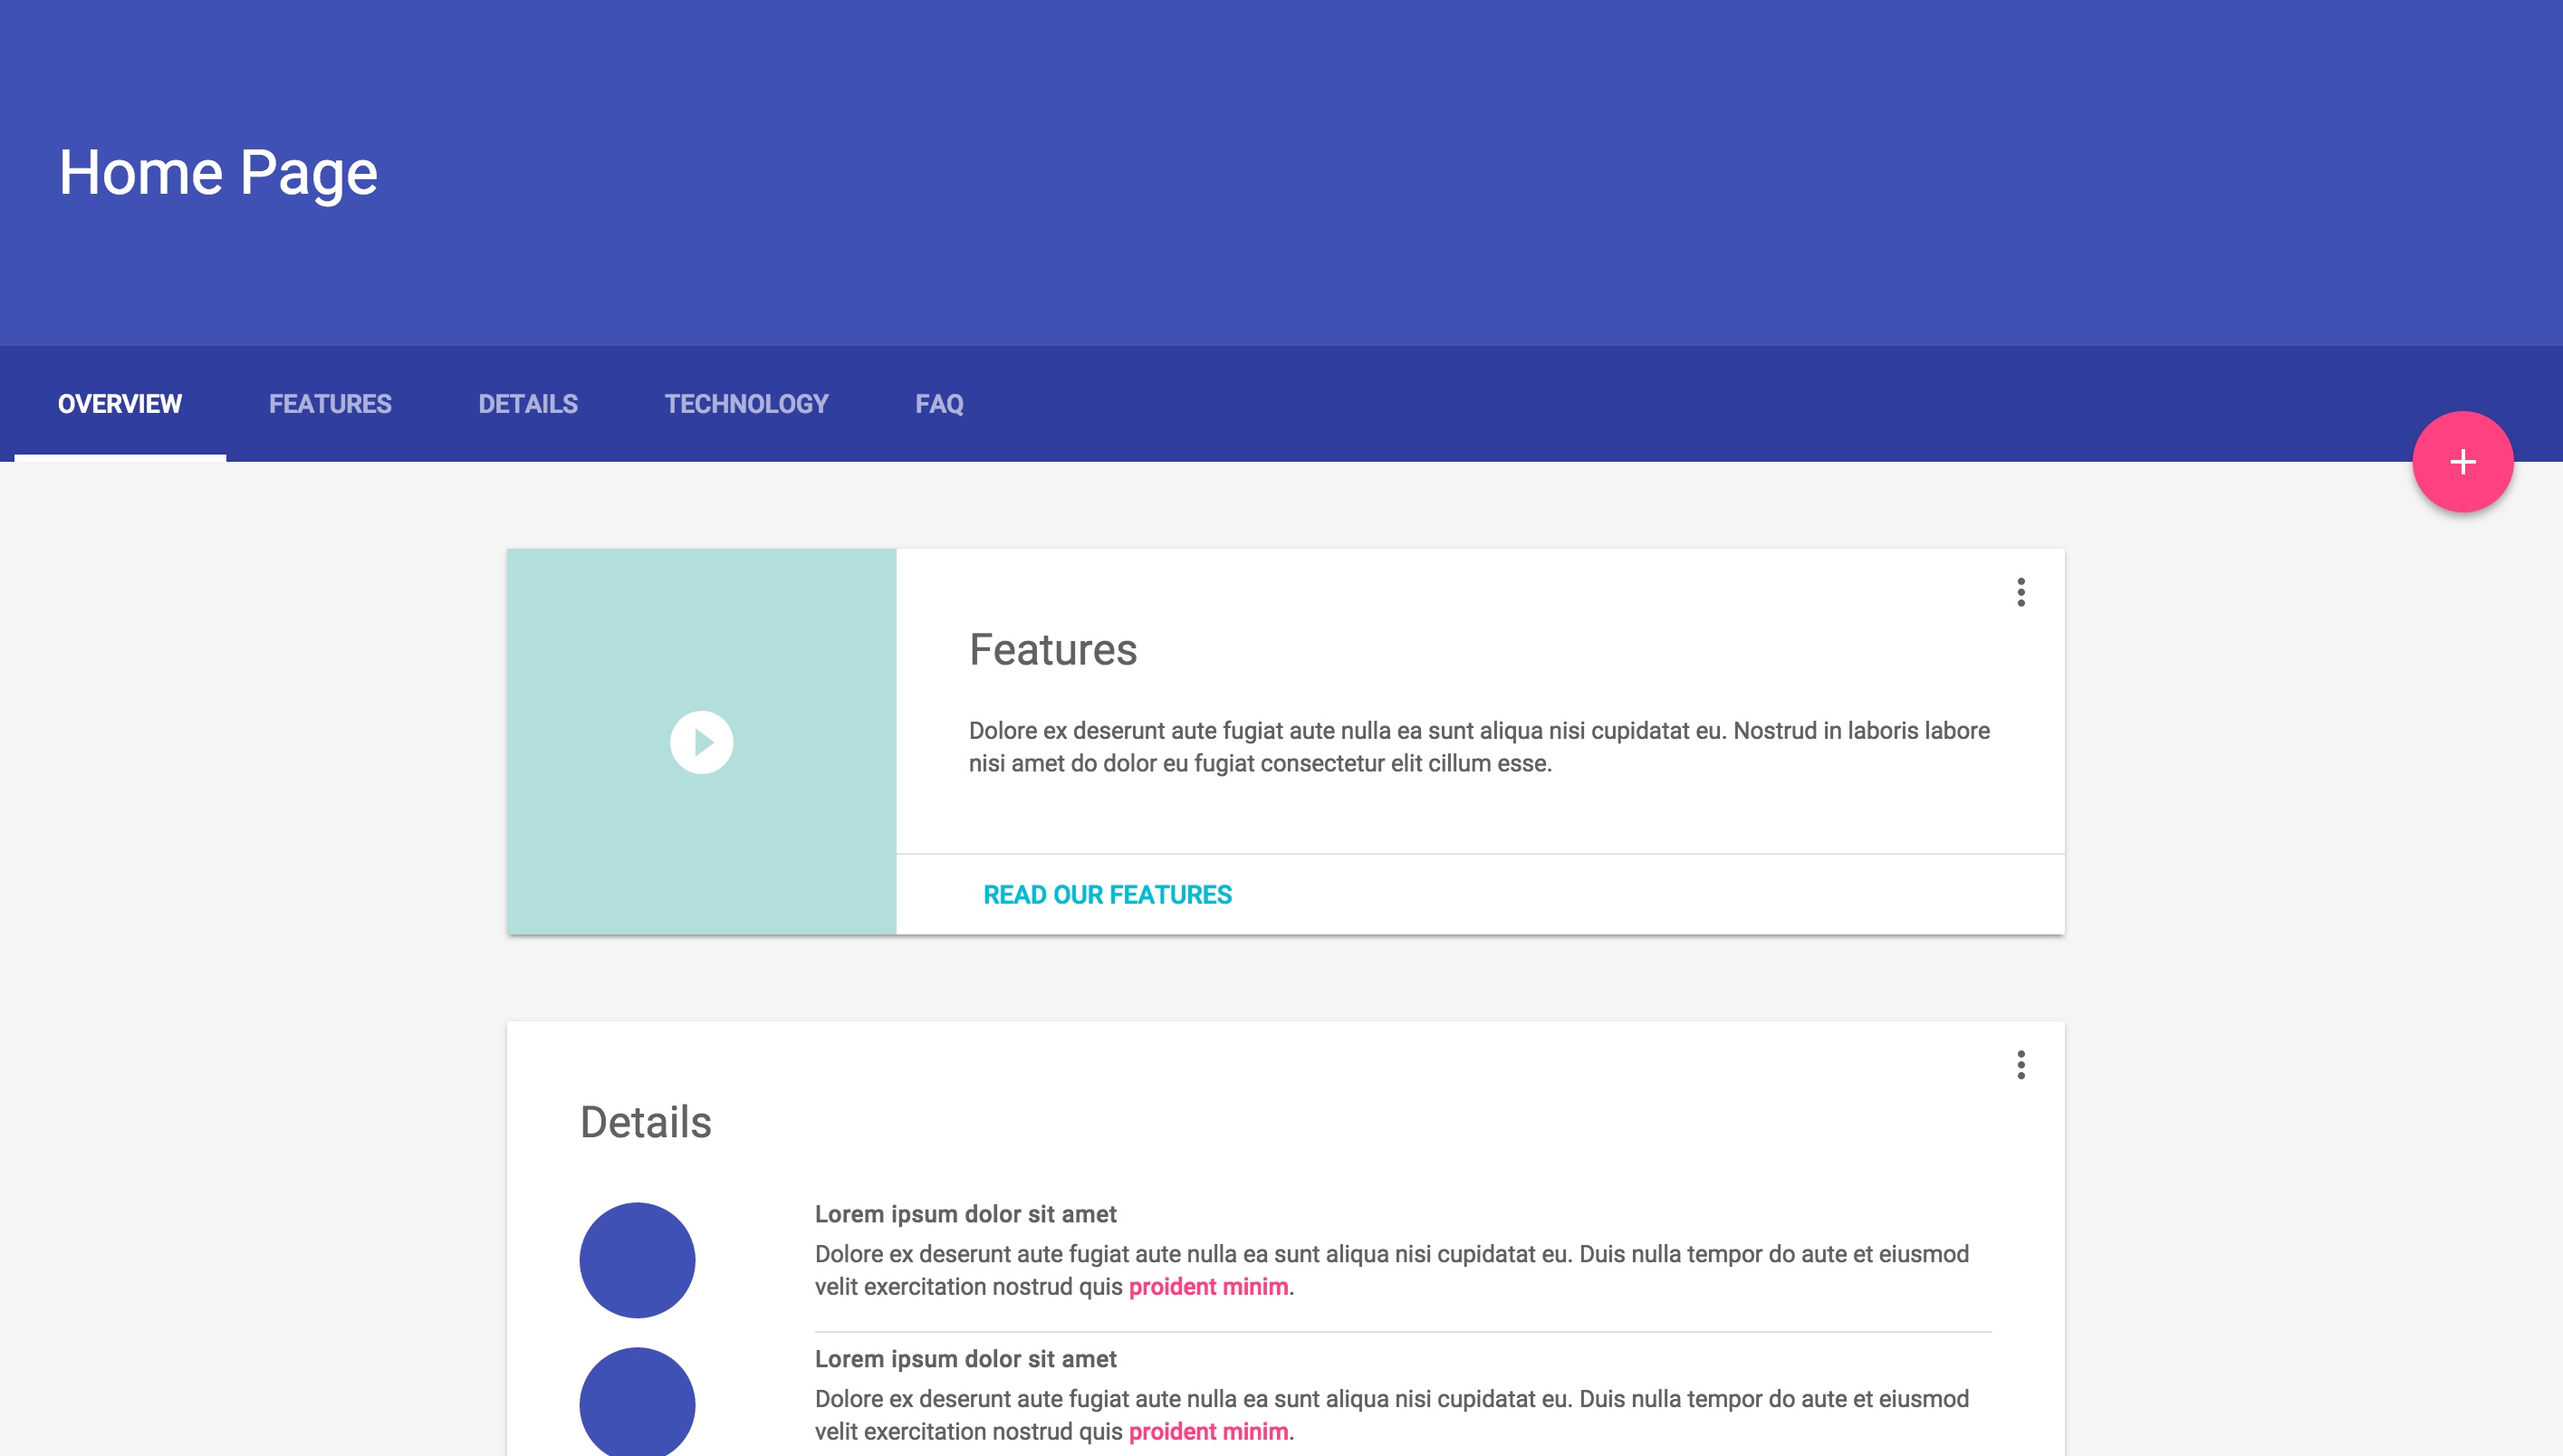 Home Page
OVERVIEW FEATURES DETAILS TECHNOLOGY FAQ
+
Features
Dolore ex deserunt aute fugiat aute nulla ea sunt aliqua nisi cupidatat eu. Nostrud in laboris labore
nisi amet do dolor eu fugiat consectetur elit cillum esse.
READ OUR FEATURES
Details
Lorem ipsum dolor sit amet
Dolore ex deserunt aute fugiat aute nulla ea sunt aliqua nisi cupidatat eu. Duis nulla tempor do aute et eiusmod
velit exercitation nostrud quis proident minim.
Lorem ipsum dolor sit amet
Dolore ex deserunt aute fugiat aute nulla ea sunt aliqua nisi cupidatat eu. Duis nulla tempor do aute et eiusmod
velit exercitation nostrud quis proident minim.